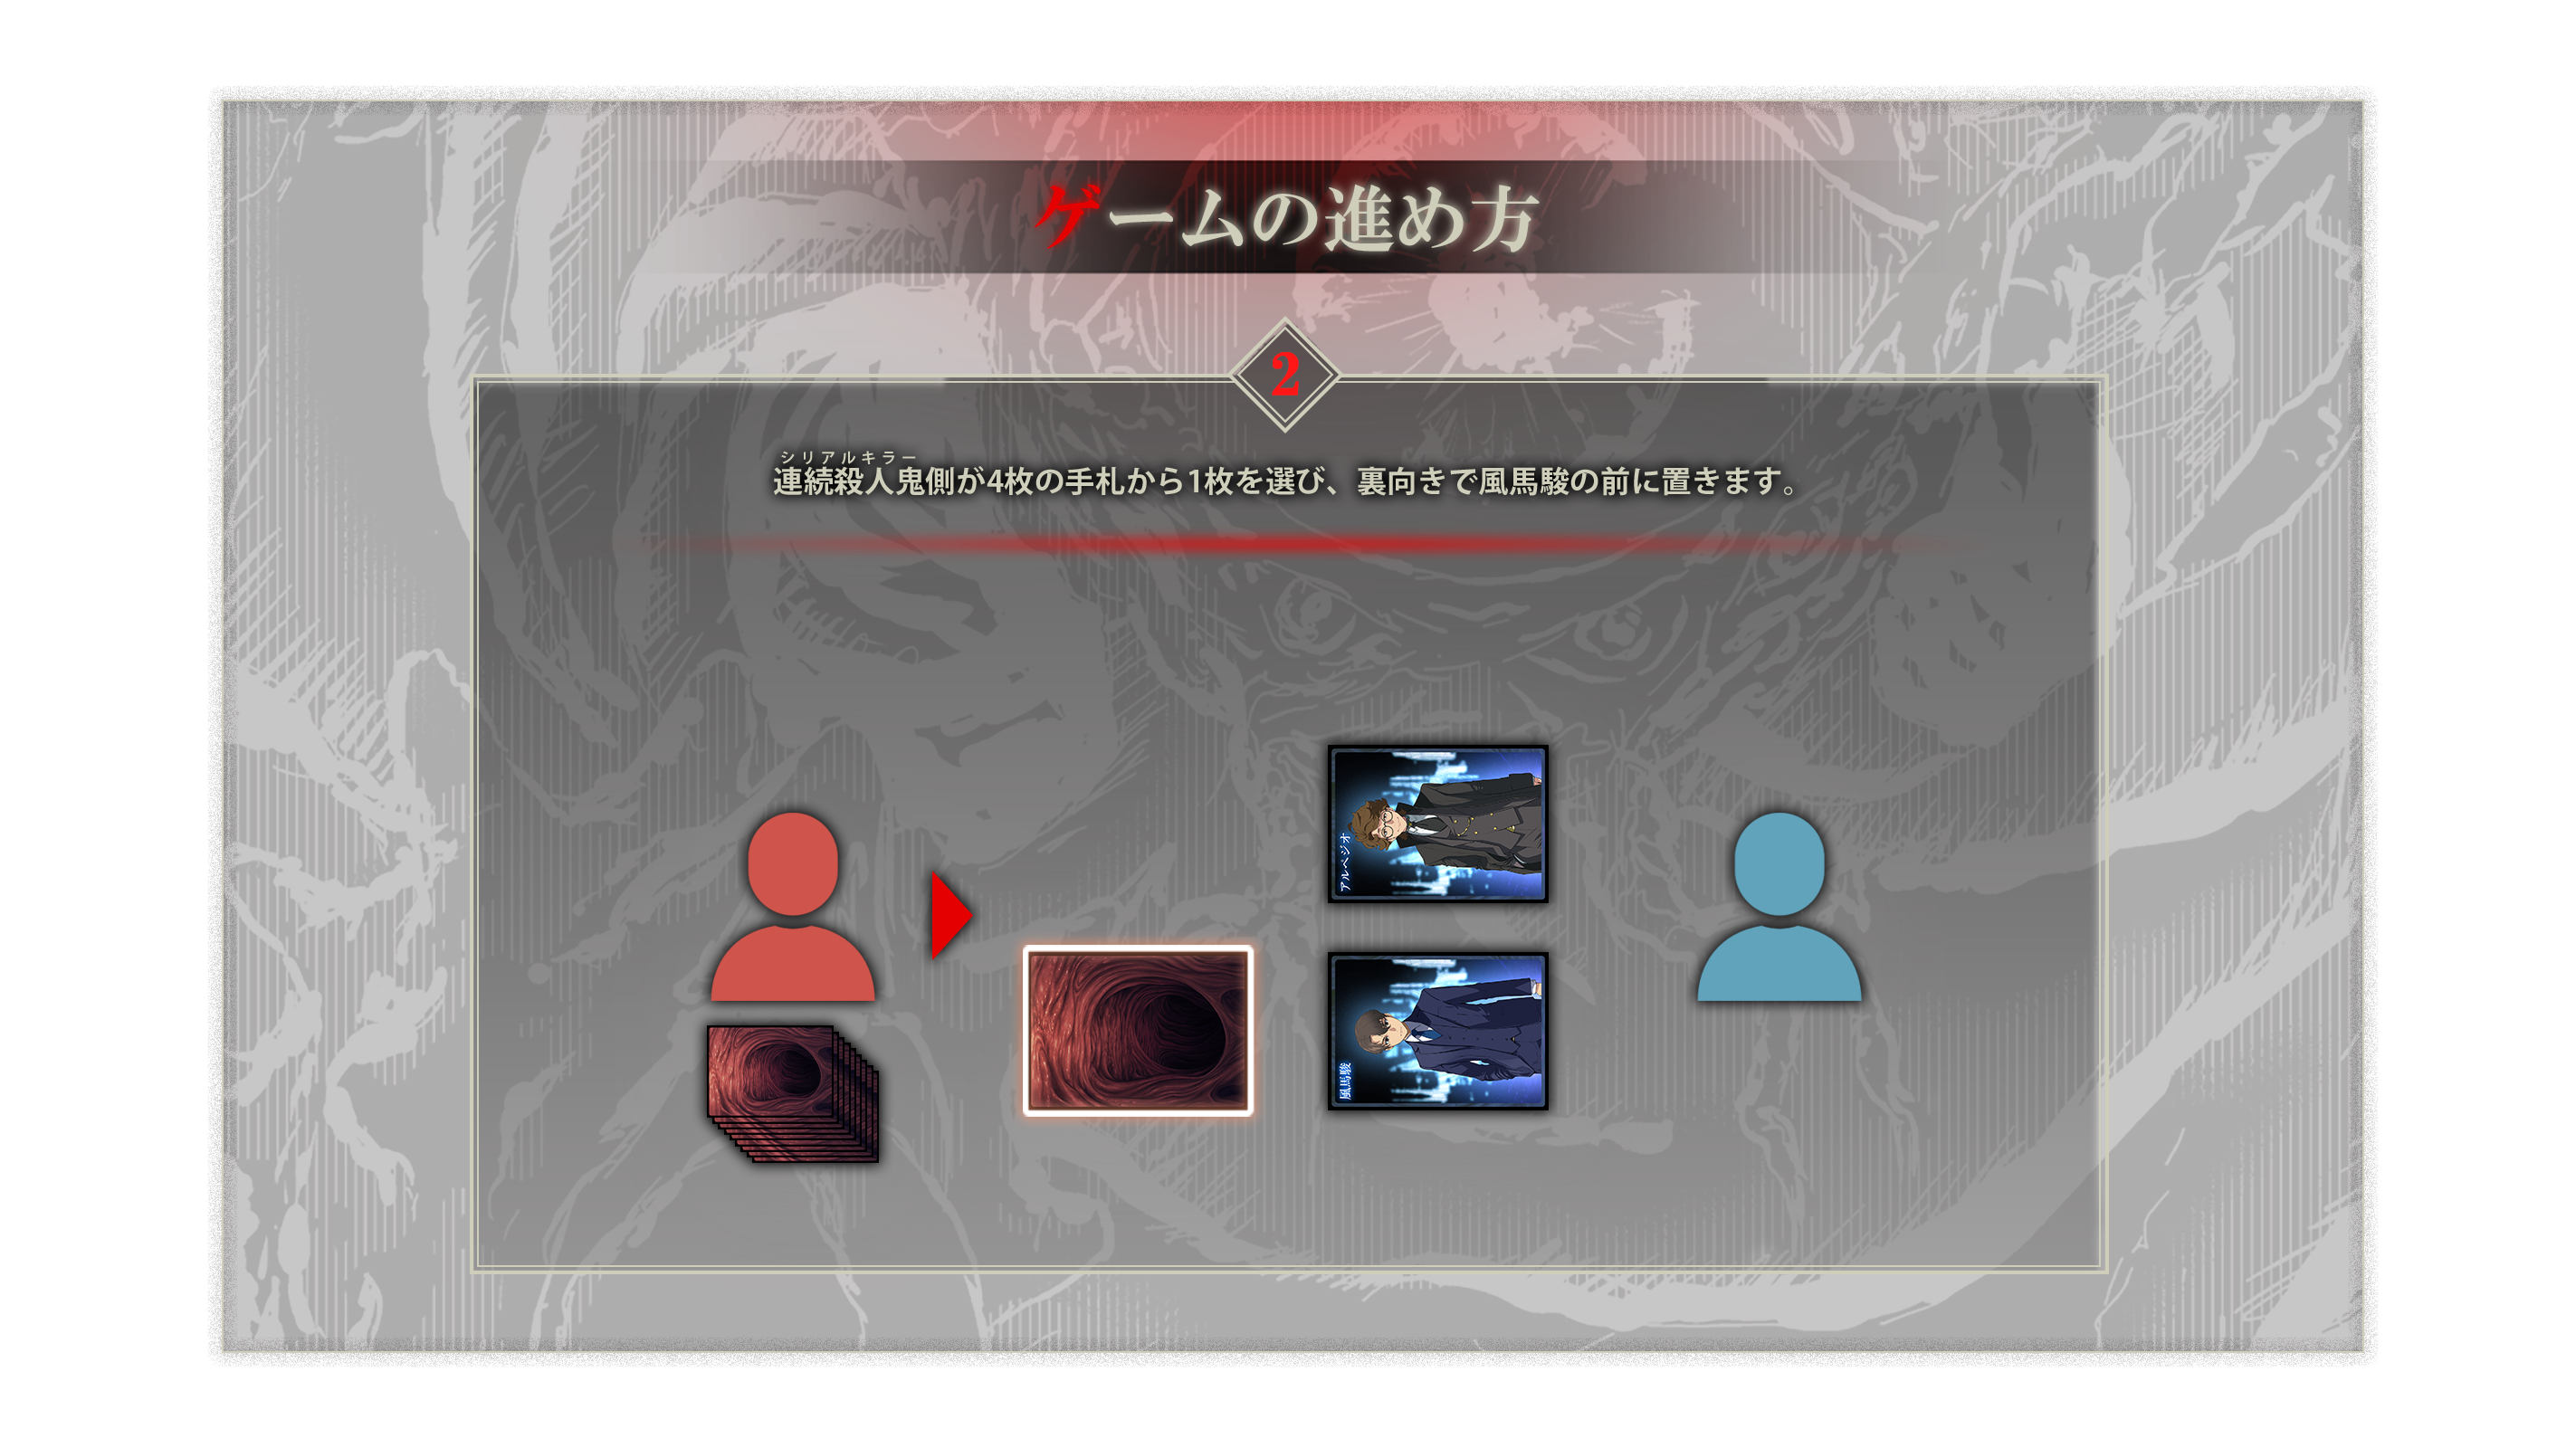 ゲームの進め方
2
シリアルキラー
連続殺人鬼側が4枚の手札から1枚を選び、裏向きで風馬駿の前に置きます。
アルペジオ
風馬駿